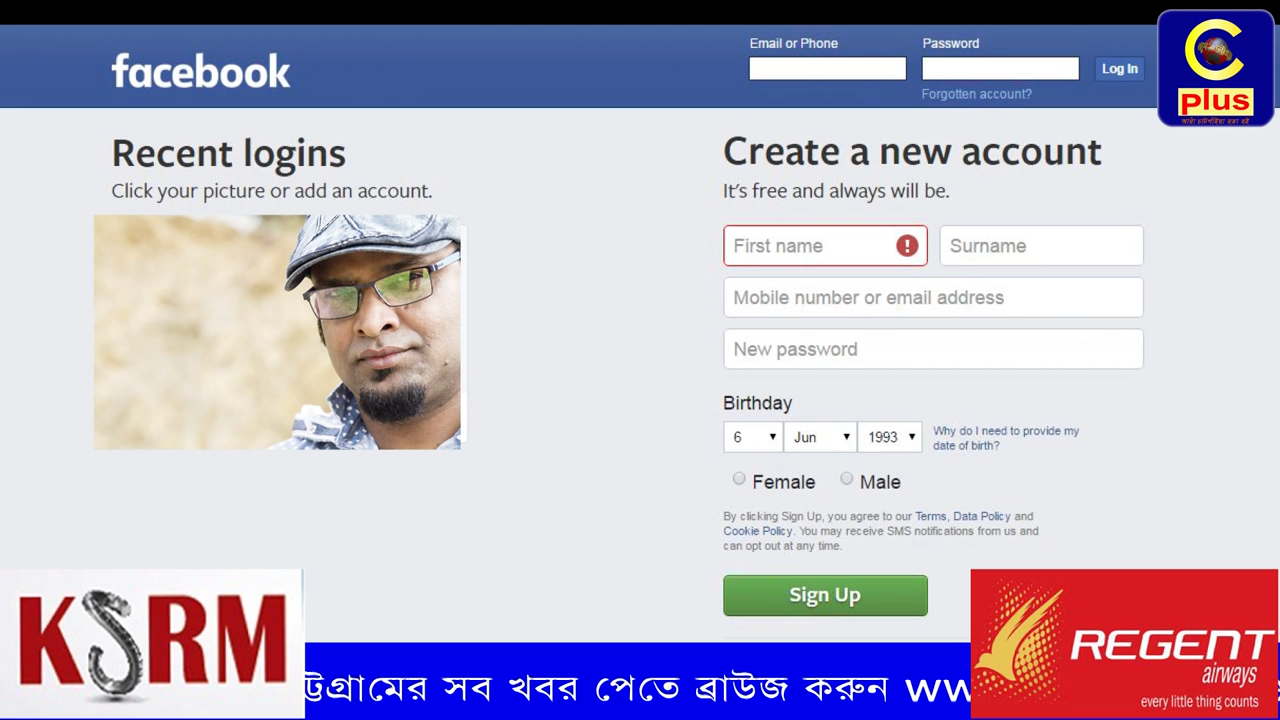 Email or Phone
Password
facebook
Log In
Forgotten account?
C
plus
Recent logins
Click your picture or add an account.
Create a new account
It's free and always will be.
First name
Surname
Mobile number or email address
New password
Birthday
6
Jun
1993
Why do I need to provide my
date of birth?
Female
Male
By clicking Sign Up, you agree to our Terms, Data Policy and
Cookie Policy. You may receive SMS notifications from us and
can opt out at any time.
Sign Up
KSRM
ট্টগ্রামের সব খবর পেতে ব্রাউজ করুন ww
REGENT
airways
every little thing counts